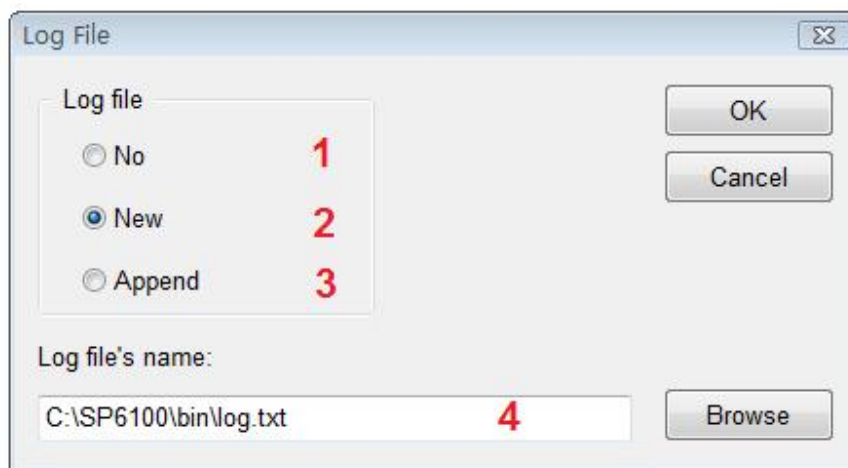 Log File
Log file
No 1
New 2
Append 3
OK
Cancel
Log file's name:
C:\SP6100\bin\log.txt 4
Browse